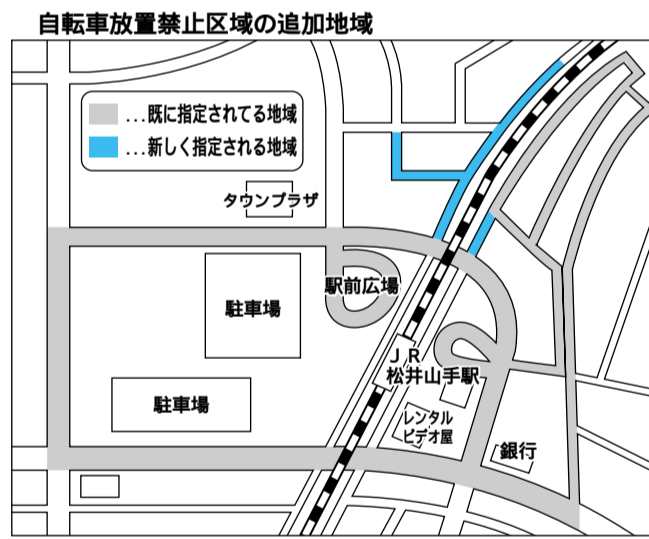 自転車放置禁止区域の追加地域
…既に指定されてる地域
…新しく指定される地域
タウンプラザ
駅前広場
駐車場
JR
松井山手駅
駐車場
レンタル
ビデオ屋
銀行